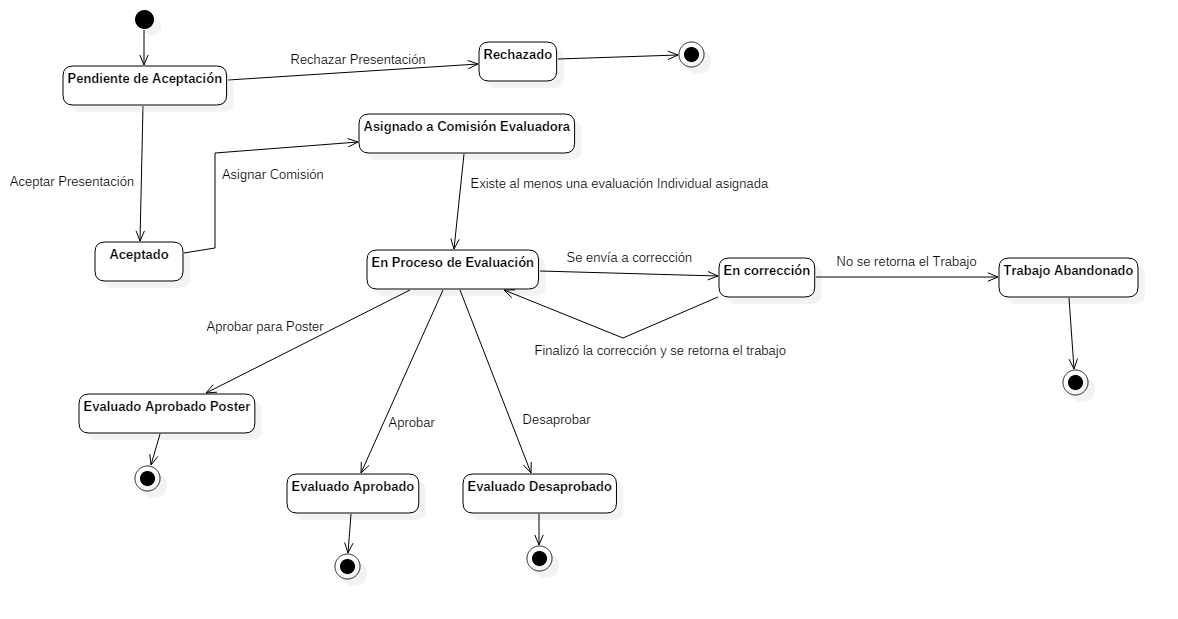 Rechazar Presentación
Rechazado
Pendiente de Aceptación
Asignado a Comisión Evaluadora
Aceptar Presentación
Asignar Comisión
Existe al menos una evaluación Individual asignada
Aceptado
En Proceso de Evaluación
Se envía a corrección
En corrección
No se retorna el Trabajo
Trabajo Abandonado
Aprobar para Poster
Finalizó la corrección y se retorna el trabajo
Evaluado Aprobado Poster
Aprobar
Desaprobar
Evaluado Aprobado
Evaluado Desaprobado